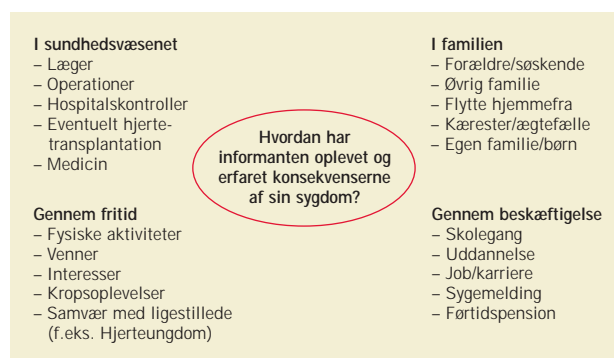 I sundhedsvæsenet
– Læger
– Operationer
– Hospitalskontroller
– Eventuelt hjerte-
transplantation
– Medicin
I familien
– Forældre/søskende
– Øvrig familie
– Flytte hjemmefra
– Kærester/ægtefælle
– Egen familie/børn
Hvordan har
informanten oplevet og
erfaret konsekvenserne
af sin sygdom?
Gennem fritid
– Fysiske aktiviteter
– Venner
– Interesser
– Kropsoplevelser
– Samvær med ligestillede
(f.eks. Hjerteungdom)
Gennem beskæftigelse
– Skolegang
– Uddannelse
– Job/karriere
– Sygemelding
– Førtidspension